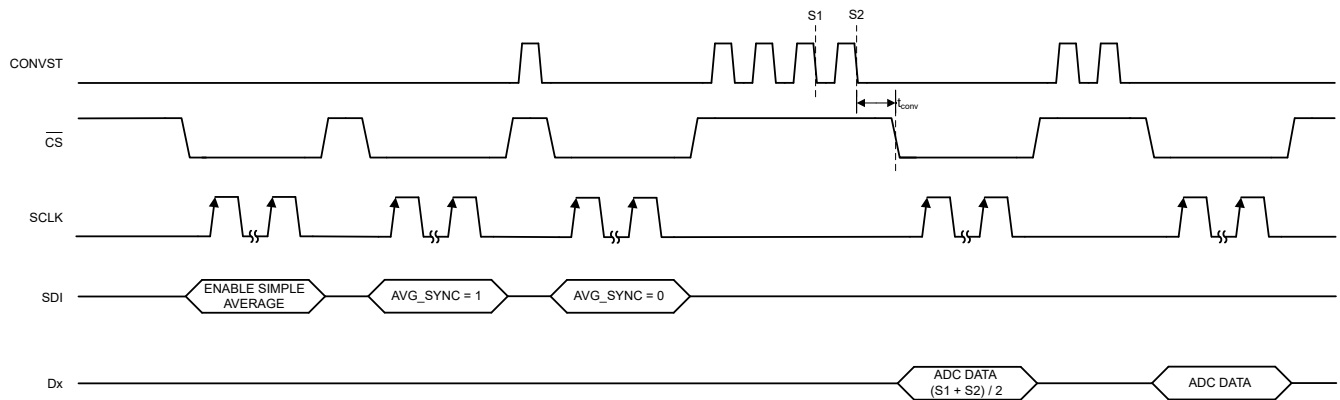 S1
S2
CONVST
tconv
CS
SCLK
SDI
ENABLE SIMPLE
AVERAGE
AVG_SYNC = 1
AVG_SYNC = 0
Dx
ADC DATA
(S1 + S2) / 2
ADC DATA